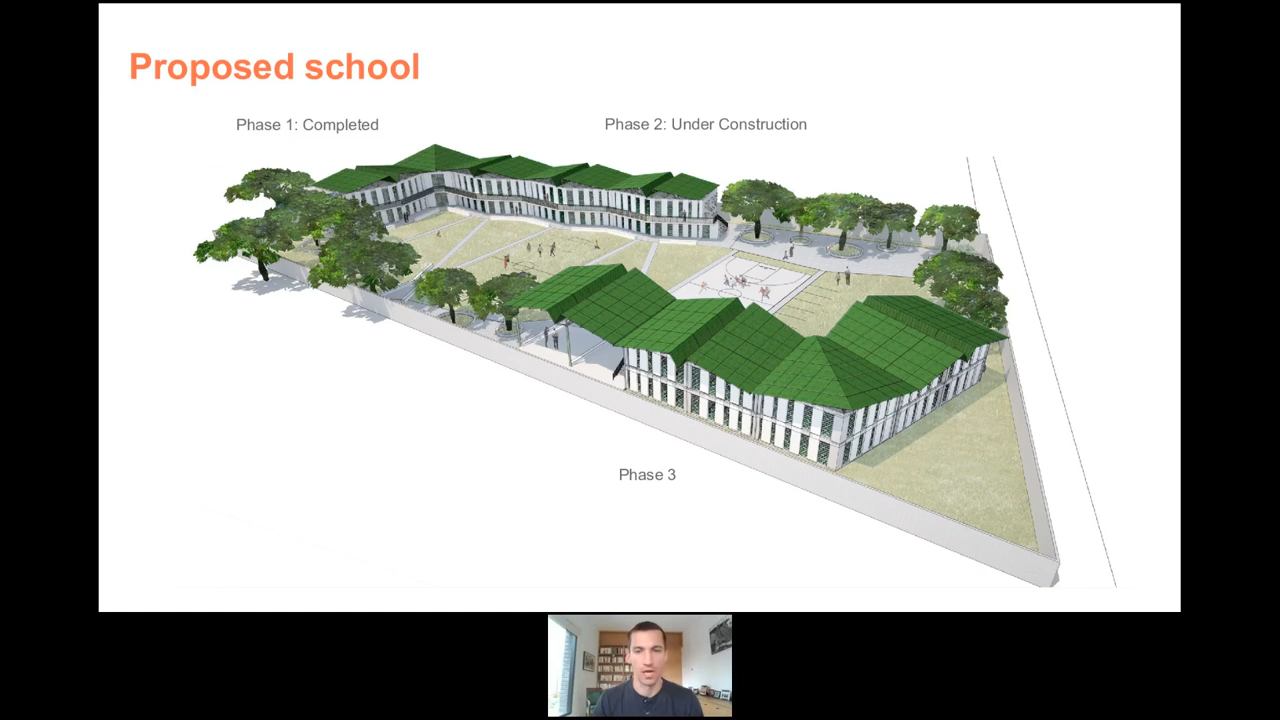 Proposed school
Phase 1: Completed
Phase 2: Under Construction
Phase 3